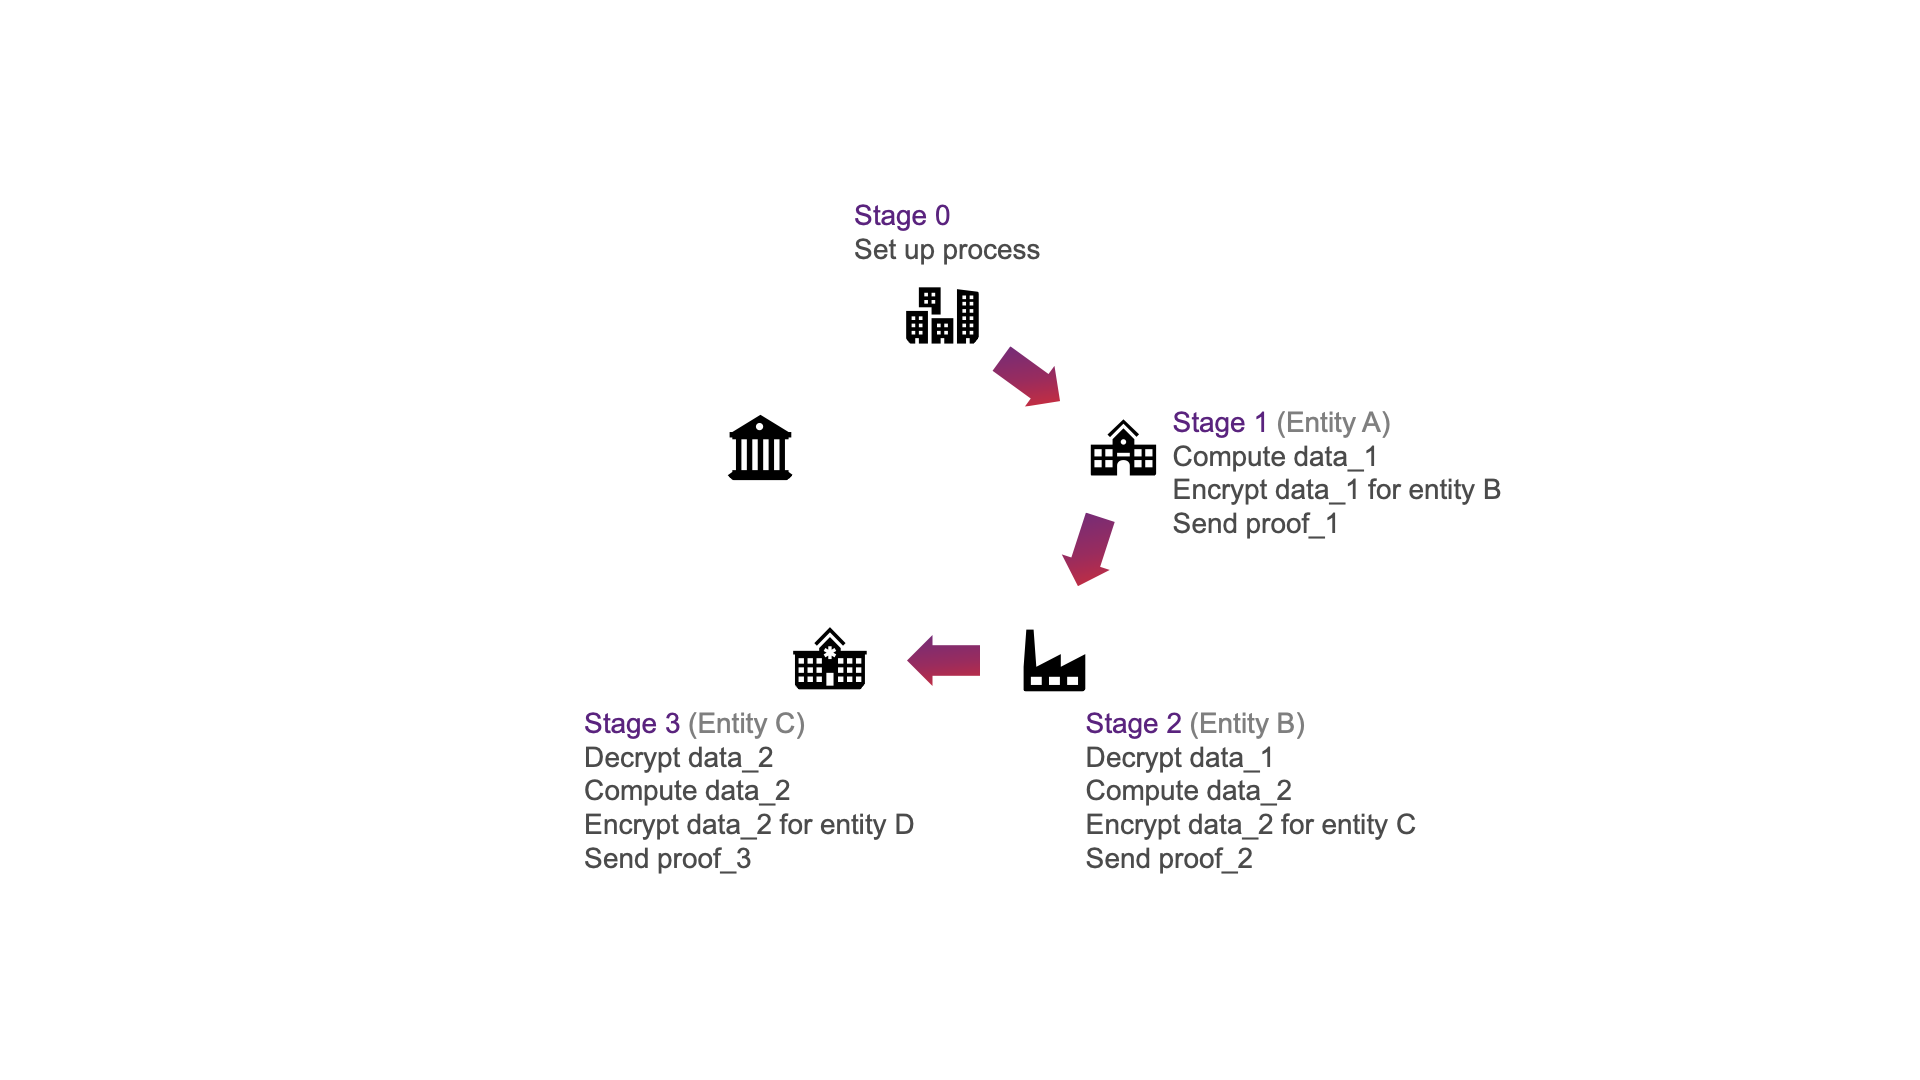 Stage 0
Set up process
Stage 1 (Entity A)
Compute data_1
Encrypt data_1 for entity B
Send proof_1
Stage 3 (Entity C)
Decrypt data_2
Compute data_2
Encrypt data_2 for entity D
Send proof_3
Stage 2 (Entity B)
Decrypt data_1
Compute data_2
Encrypt data_2 for entity C
Send proof_2